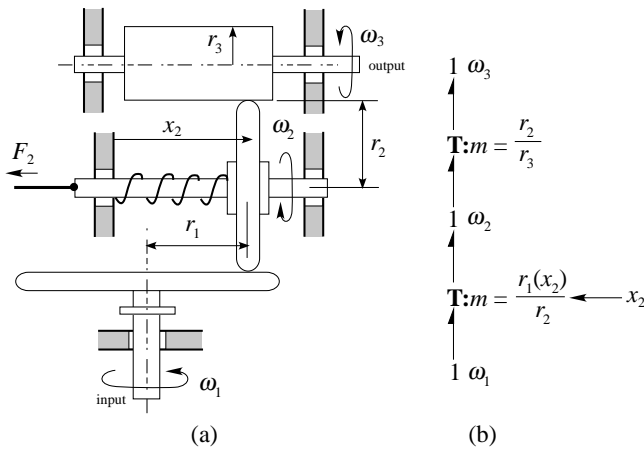 r3
ω3
output
x2
ω2
r2
F2
r1
ω1
input
(a)
1 ω3
T:m = r2/r3
1 ω2
T:m = r1(x2)/r2
x2
1 ω1
(b)